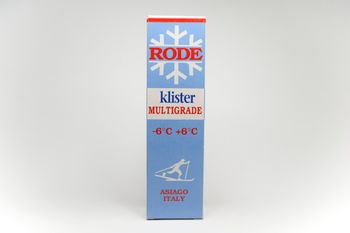 RODE
klister
MULTIGRADE
-6°C +6°C
ASIAGO
ITALY